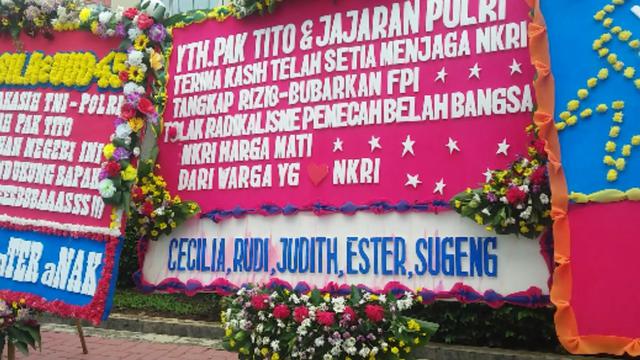 YTH. PAK TITO & JAJARAN POLRI
TERIMA KASIH TELAH SETIA MENJAGA NKRI
TANGKAP RIZIQ-BUBARKAN FPI
TOLAK RADIKALISME PEMECAH BELAH BANGSA
NKRI HARGA MATI
DARI WARGA YG ❤ NKRI
CECILIA, RUDI, JUDITH, ESTER, SUGENG
TNI-POLRI
PAK TITO
NEGERI INI
BAPAK
ANAK